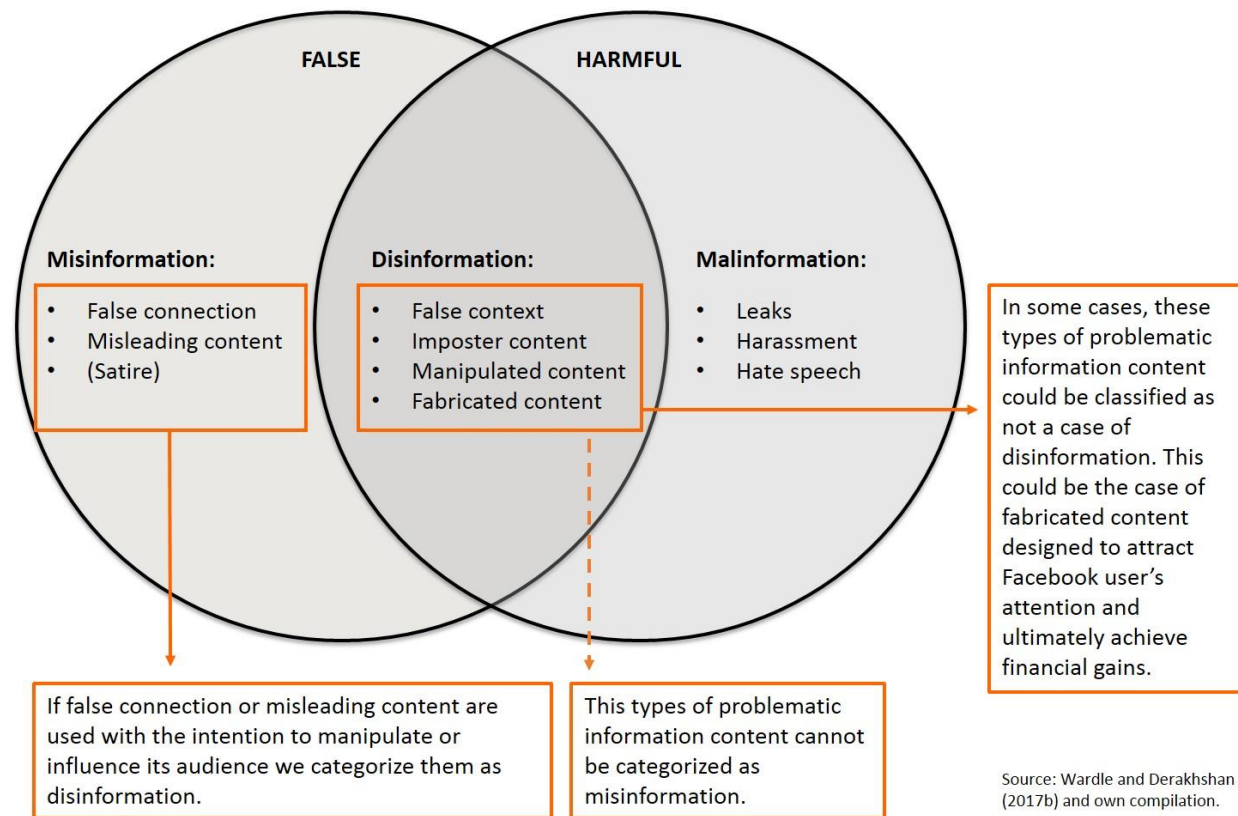 FALSE
HARMFUL
Misinformation:
• False connection
• Misleading content
• (Satire)
Disinformation:
• False context
• Imposter content
• Manipulated content
• Fabricated content
Malinformation:
• Leaks
• Harassment
• Hate speech
In some cases, these
types of problematic
information content
could be classified as
not a case of
disinformation. This
could be the case of
fabricated content
designed to attract
Facebook user’s
attention and
ultimately achieve
financial gains.
If false connection or misleading content are
used with the intention to manipulate or
influence its audience we categorize them as
disinformation.
This types of problematic
information content cannot
be categorized as
misinformation.
Source: Wardle and Derakhshan
(2017b) and own compilation.